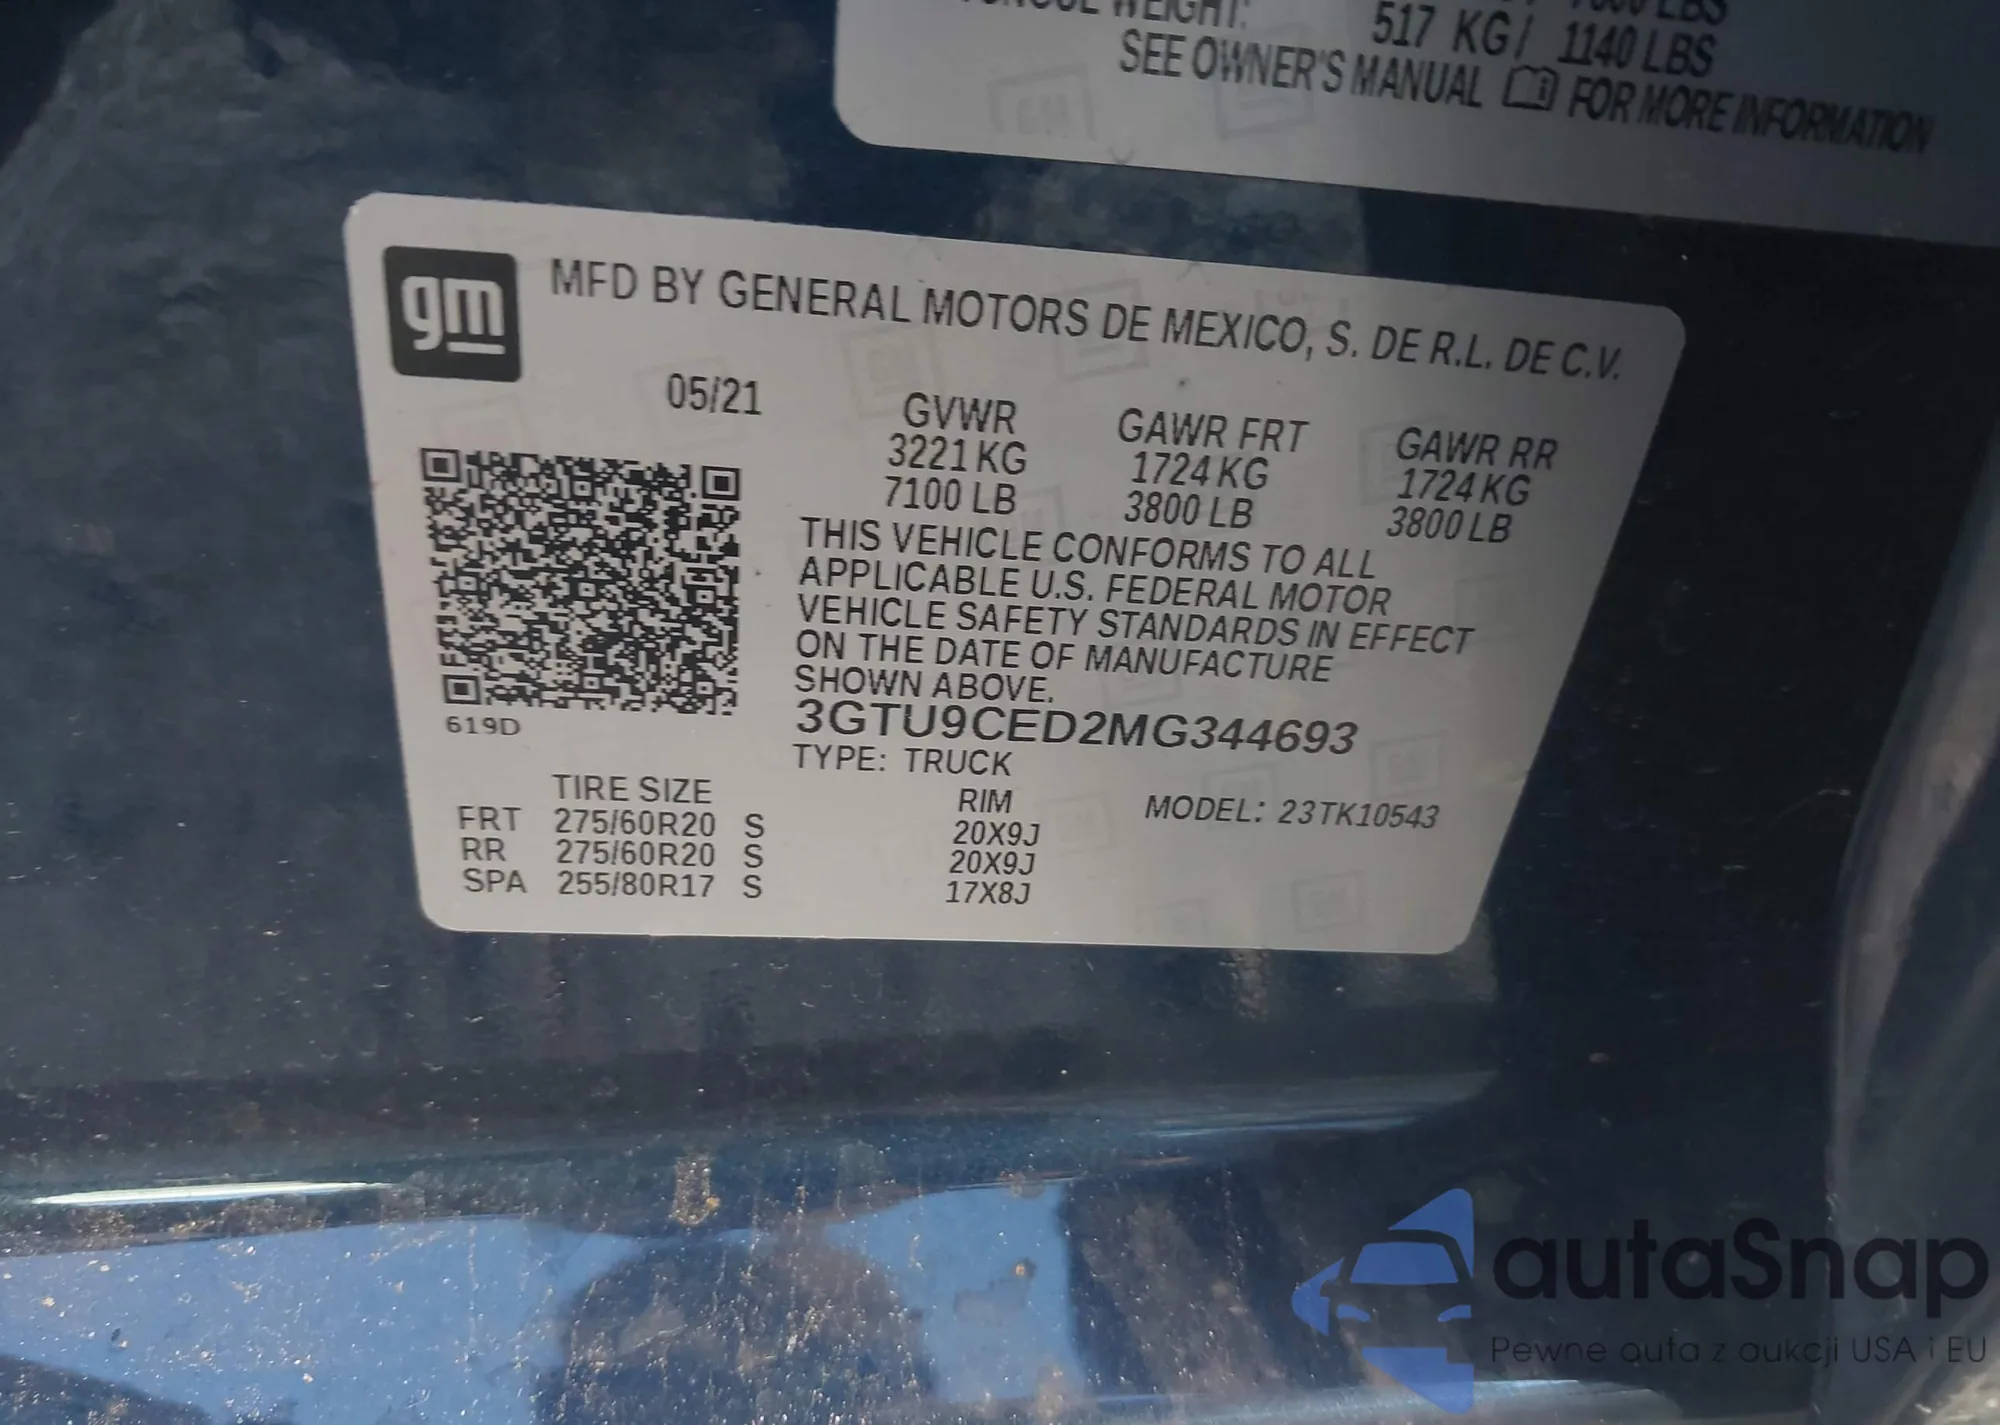 517 KG / 1140 LBS
SEE OWNER'S MANUAL FOR MORE INFORMATION
gm
MFD BY GENERAL MOTORS DE MEXICO, S. DE R.L. DE C.V.
05/21
GVWR GAWR FRT GAWR RR
3221 KG 1724 KG 1724 KG
7100 LB 3800 LB 3800 LB
THIS VEHICLE CONFORMS TO ALL
APPLICABLE U.S. FEDERAL MOTOR
VEHICLE SAFETY STANDARDS IN EFFECT
ON THE DATE OF MANUFACTURE
SHOWN ABOVE.
619D
3GTU9CED2MG344693
TYPE: TRUCK
TIRE SIZE RIM MODEL: 23TK10543
FRT 275/60R20 S 20X9J
RR 275/60R20 S 20X9J
SPA 255/80R17 S 17X8J
autaSnap
Pewne auta z aukcji USA i EU